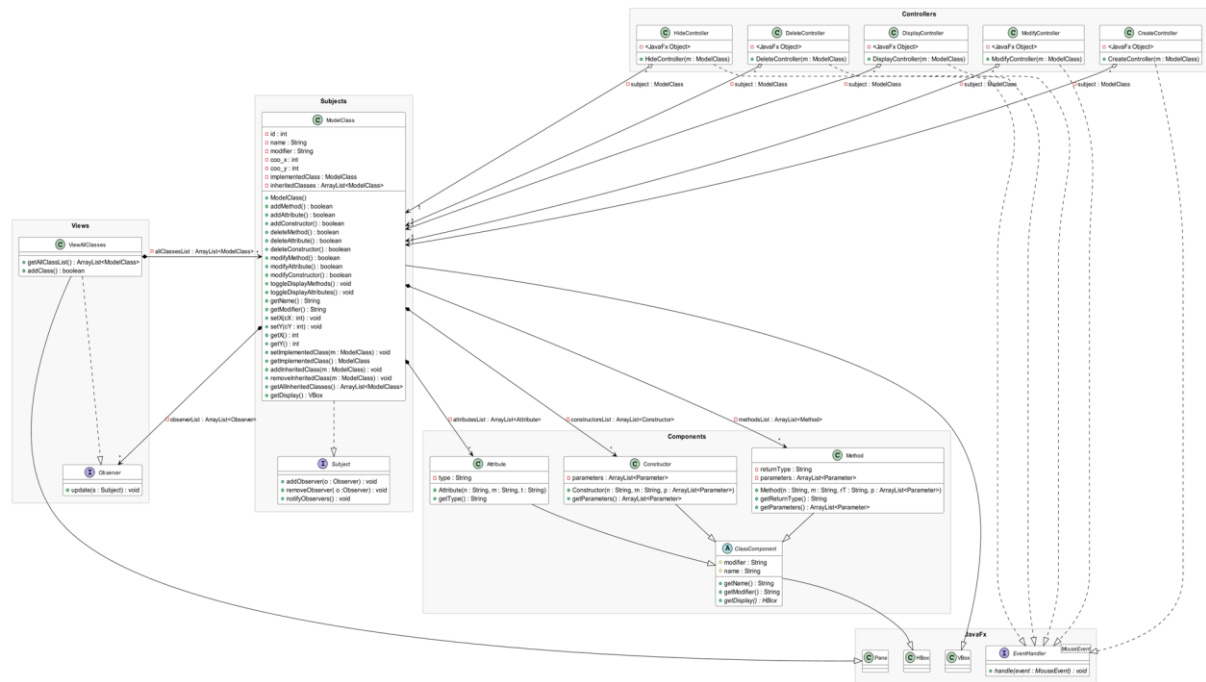 Controllers
C HideController
<JavaFx Object>
HideController(m : ModelClass)
C DeleteController
<JavaFx Object>
DeleteController(m : ModelClass)
C DisplayController
<JavaFx Object>
DisplayController(m : ModelClass)
C ModifyController
<JavaFx Object>
ModifyController(m : ModelClass)
C CreateController
<JavaFx Object>
CreateController(m : ModelClass)
subject : ModelClass
subject : ModelClass
subject : ModelClass
subject : ModelClass
subject : ModelClass
Subjects
C ModelClass
id : int
name : String
modifier : String
coo_x : int
coo_y : int
implementedClass : ModelClass
inheritedClasses : ArrayList<ModelClass>
ModelClass()
addMethod() : boolean
addAttribute() : boolean
addConstructor() : boolean
deleteMethod() : boolean
deleteAttribute() : boolean
deleteConstructor() : boolean
modifyMethod() : boolean
modifyAttribute() : boolean
modifyConstructor() : boolean
toggleDisplayMethods() : void
toggleDisplayAttributes() : void
getName() : String
getModifier() : String
setX(cX : int) : void
setY(cY : int) : void
getX() : int
getY() : int
setImplementedClass(m : ModelClass) : void
getImplementedClass() : ModelClass
addInheritedClass(m : ModelClass) : void
removeInheritedClass(m : ModelClass) : void
getAllInheritedClasses() : ArrayList<ModelClass>
getDisplay() : VBox
Views
C ViewAllClasses
getAllClassList() : ArrayList<ModelClass>
addClass() : boolean
allClassesList : ArrayList<ModelClass>
observerList : ArrayList<Observer>
attributesList : ArrayList<Attribute>
constructorsList : ArrayList<Constructor>
methodsList : ArrayList<Method>
I Observer
update(s : Subject) : void
I Subject
addObserver(o : Observer) : void
removeObserver( o :Observer) : void
notifyObservers() : void
Components
C Attribute
type : String
Attribute(n : String, m : String, t : String)
getType() : String
C Constructor
parameters : ArrayList<Parameter>
Constructor(n : String, m : String, p : ArrayList<Parameter>)
getParameters() : ArrayList<Parameter>
C Method
returnType : String
parameters : ArrayList<Parameter>
Method(n : String, m : String, rT : String, p : ArrayList<Parameter>)
getReturnType() : String
getParameters() : ArrayList<Parameter>
A ClassComponent
modifier : String
name : String
getName() : String
getModifier() : String
getDisplay() : HBox
JavaFx
C Pane
C HBox
C VBox
I EventHandler
MouseEvent
handle(event : MouseEvent) : void